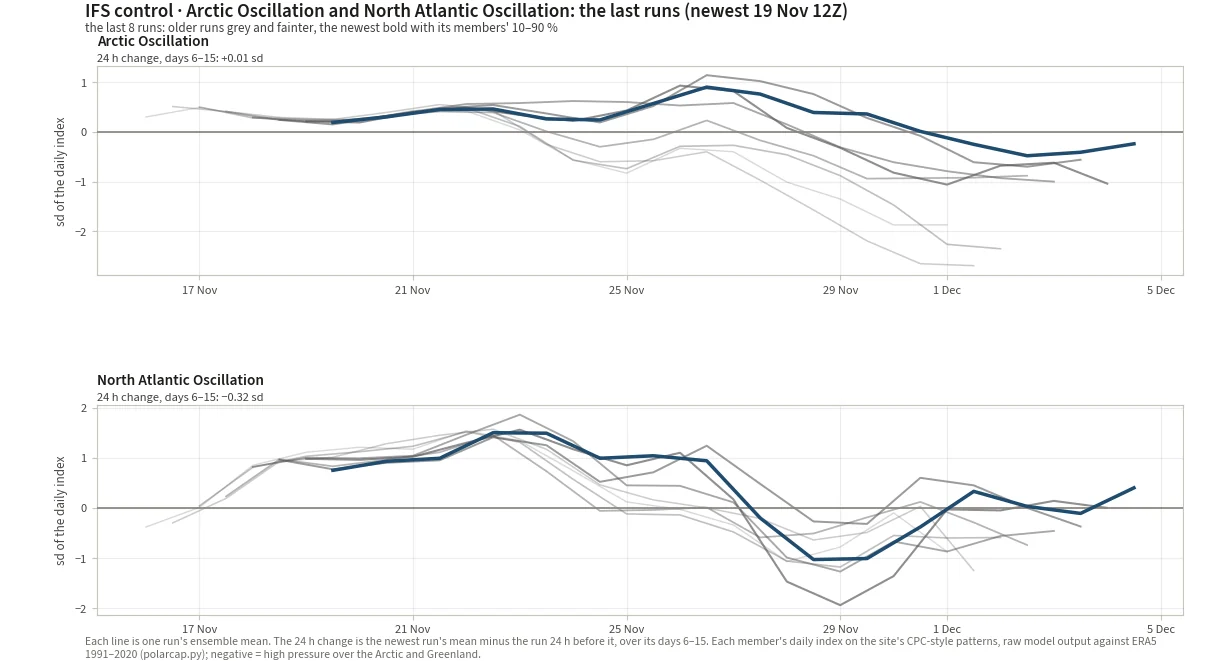 IFS control · Arctic Oscillation and North Atlantic Oscillation: the last runs (newest 19 Nov 12Z)
the last 8 runs: older runs grey and fainter, the newest bold with its members' 10–90 %
Arctic Oscillation
24 h change, days 6–15: +0.01 sd
sd of the daily index
1
0
−1
−2
17 Nov
21 Nov
25 Nov
29 Nov
1 Dec
5 Dec
North Atlantic Oscillation
24 h change, days 6–15: −0.32 sd
sd of the daily index
2
1
0
−1
−2
17 Nov
21 Nov
25 Nov
29 Nov
1 Dec
5 Dec
Each line is one run's ensemble mean. The 24 h change is the newest run's mean minus the run 24 h before it, over its days 6–15. Each member's daily index on the site's CPC-style patterns, raw model output against ERA5
1991–2020 (polarcap.py); negative = high pressure over the Arctic and Greenland.